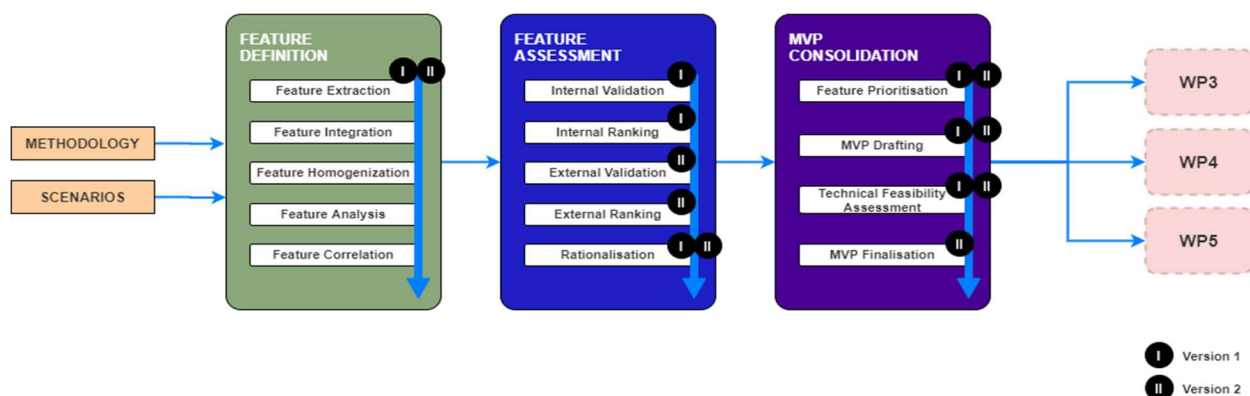 METHODOLOGY
SCENARIOS
FEATURE
DEFINITION
I II
Feature Extraction
Feature Integration
Feature Homogenization
Feature Analysis
Feature Correlation
FEATURE
ASSESSMENT
I
Internal Validation
I
Internal Ranking
II
External Validation
II
External Ranking
I II
Rationalisation
MVP
CONSOLIDATION
I II
Feature Prioritisation
I II
MVP Drafting
I II
Technical Feasibility
Assessment
II
MVP Finalisation
WP3
WP4
WP5
I Version 1
II Version 2